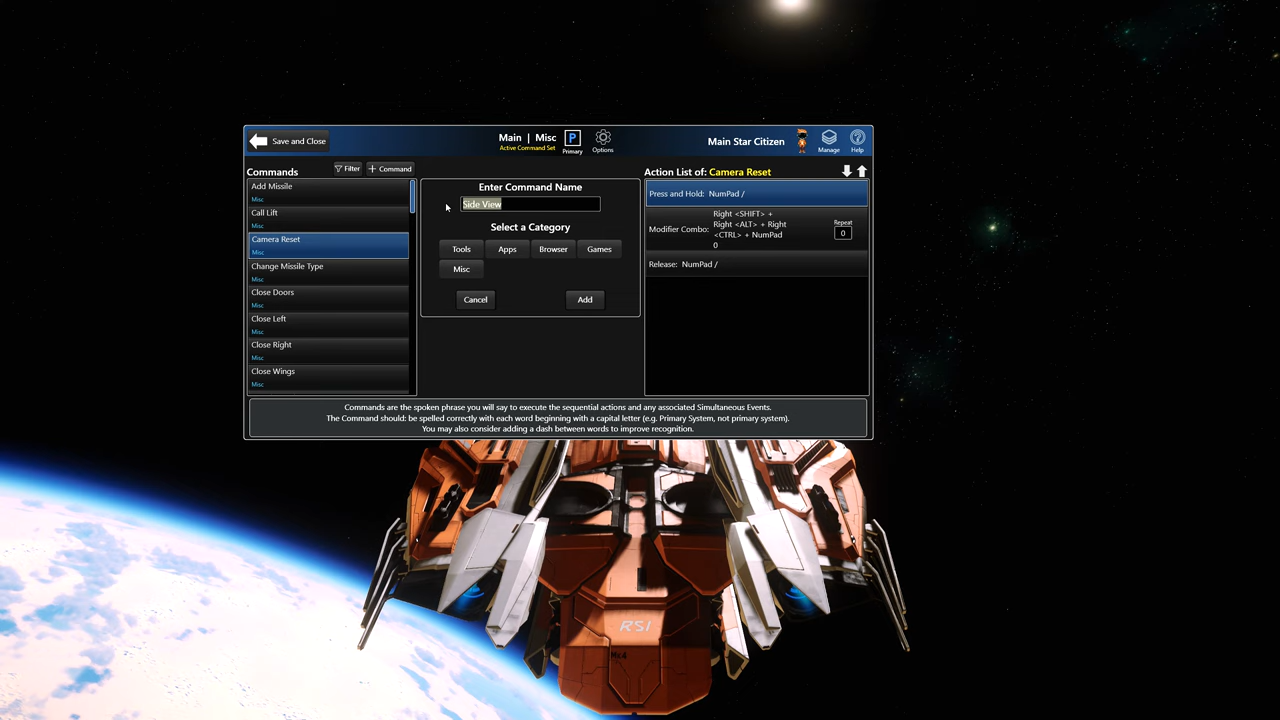 Save and Close
Main | Misc
Active Command Set
P
Primary
Options
Main Star Citizen
Manage
Help
Commands
Filter
+ Command
Add Missile
Misc
Call Lift
Misc
Camera Reset
Misc
Change Missile Type
Misc
Close Doors
Misc
Close Left
Misc
Close Right
Misc
Close Wings
Misc
Enter Command Name
Side View
Select a Category
Tools
Apps
Browser
Games
Misc
Cancel
Add
Action List of: Camera Reset
Press and Hold: NumPad /
Modifier Combo:
Right <SHIFT> +
Right <ALT> + Right
<CTRL> + NumPad
0
Repeat
0
Release: NumPad /
Commands are the spoken phrase you will say to execute the sequential actions and any associated Simultaneous Events.
The Command should: be spelled correctly with each word beginning with a capital letter (e.g. Primary System, not primary system).
You may also consider adding a dash between words to improve recognition.
RSI
Mk.4